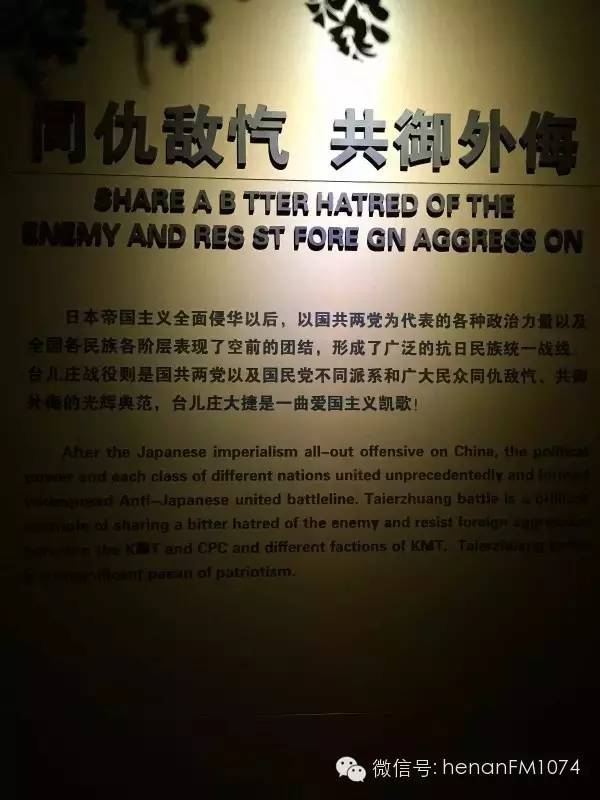 同仇敌忾 共御外侮
SHARE A B TTER HATRED OF THE
ENEMY AND RES ST FORE GN AGGRESS ON
日本帝国主义全面侵华以后，以国共两党为代表的各种政治力量以及
全国各民族各阶层表现了空前的团结，形成了广泛的抗日民族统一战线。
台儿庄战役则是国共两党以及国民党不同派系和广大民众同仇敌忾、共御
外侮的光辉典范，台儿庄大捷是一曲爱国主义凯歌！
After the Japanese imperialism all-out offensive on China, the political
power and each class of different nations united unprecedentedly and formed
Anti-Japanese united battleline. Taierzhuang battle is a brilliant
example of sharing a bitter hatred of the enemy and resist foreign aggression
between the KMT and CPC and different factions of KMT. Taierzhuang battle
is a magnificent paean of patriotism.
微信号: henanFM1074